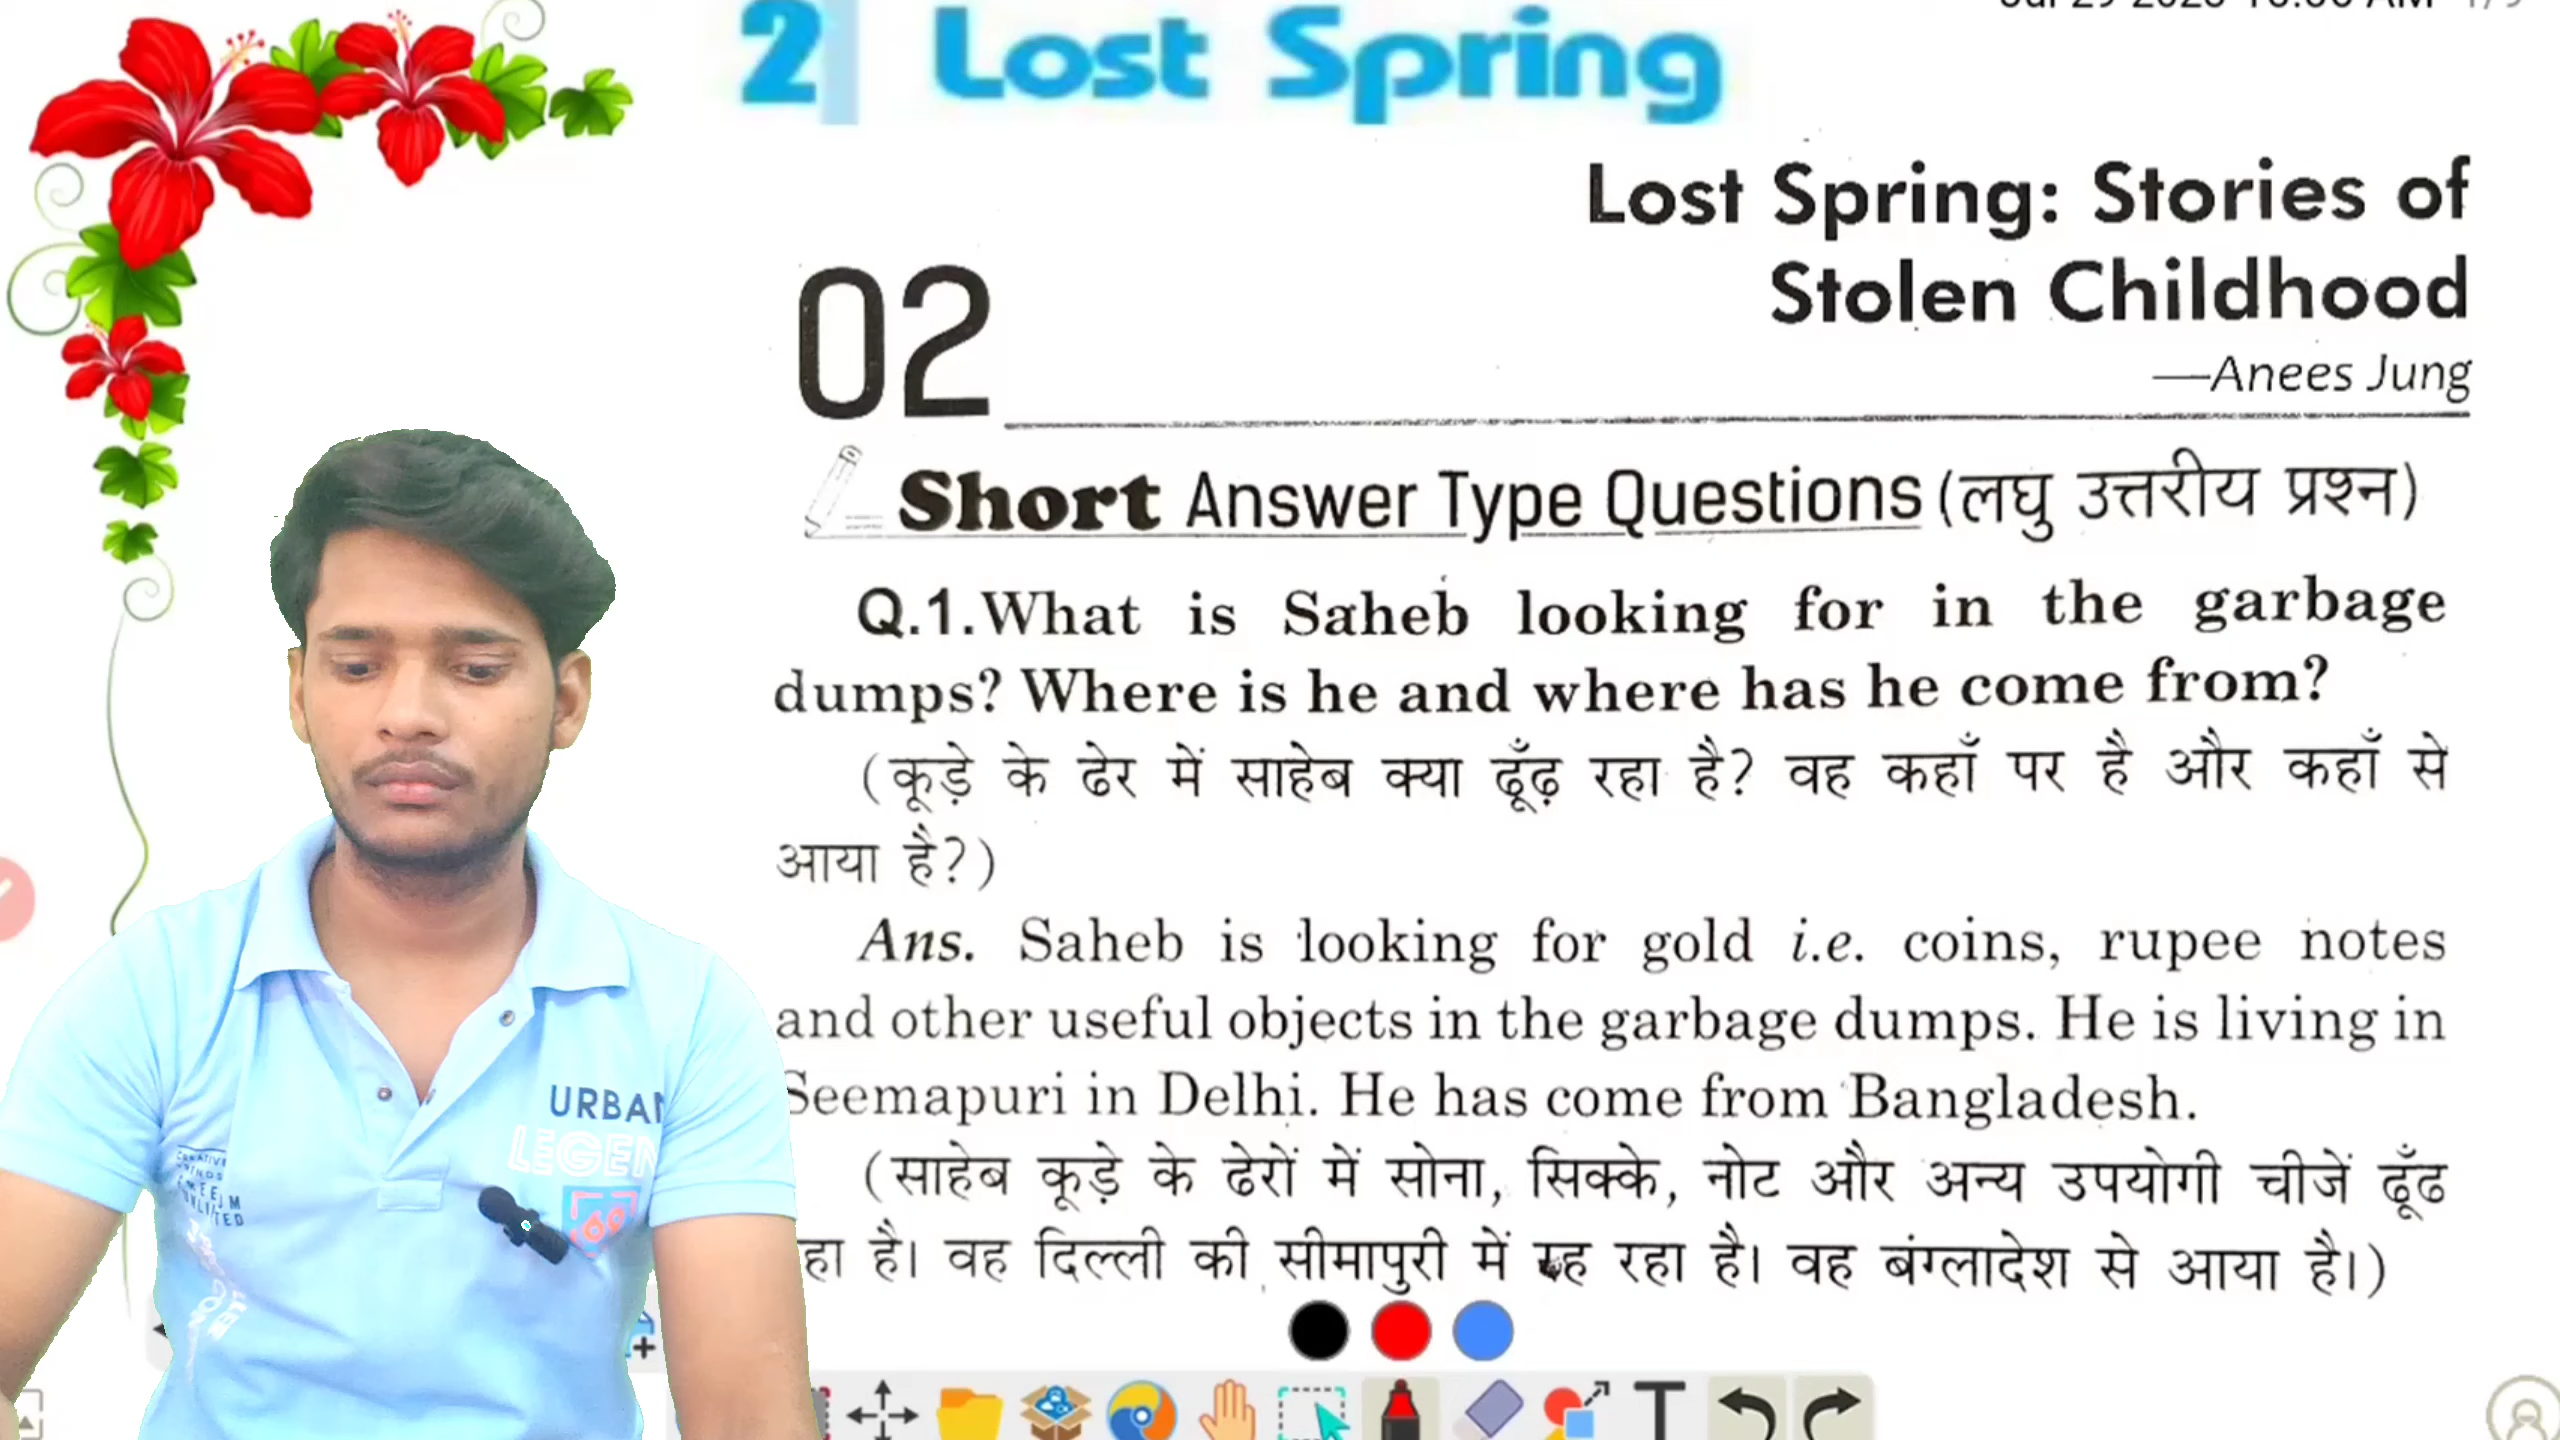 2 Lost Spring
Lost Spring: Stories of
Stolen Childhood
02
—Anees Jung
Short Answer Type Questions (लघु उत्तरीय प्रश्न)
Q.1.What is Saheb looking for in the garbage
dumps? Where is he and where has he come from?
(कूड़े के ढेर में साहेब क्या ढूँढ़ रहा है? वह कहाँ पर है और कहाँ से
आया है?)
Ans. Saheb is looking for gold i.e. coins, rupee notes
and other useful objects in the garbage dumps. He is living in
Seemapuri in Delhi. He has come from Bangladesh.
(साहेब कूड़े के ढेरों में सोना, सिक्के, नोट और अन्य उपयोगी चीजें ढूँढ
हा है। वह दिल्ली की सीमापुरी में रह रहा है। वह बंग्लादेश से आया है।)
URBAN
LEGEN